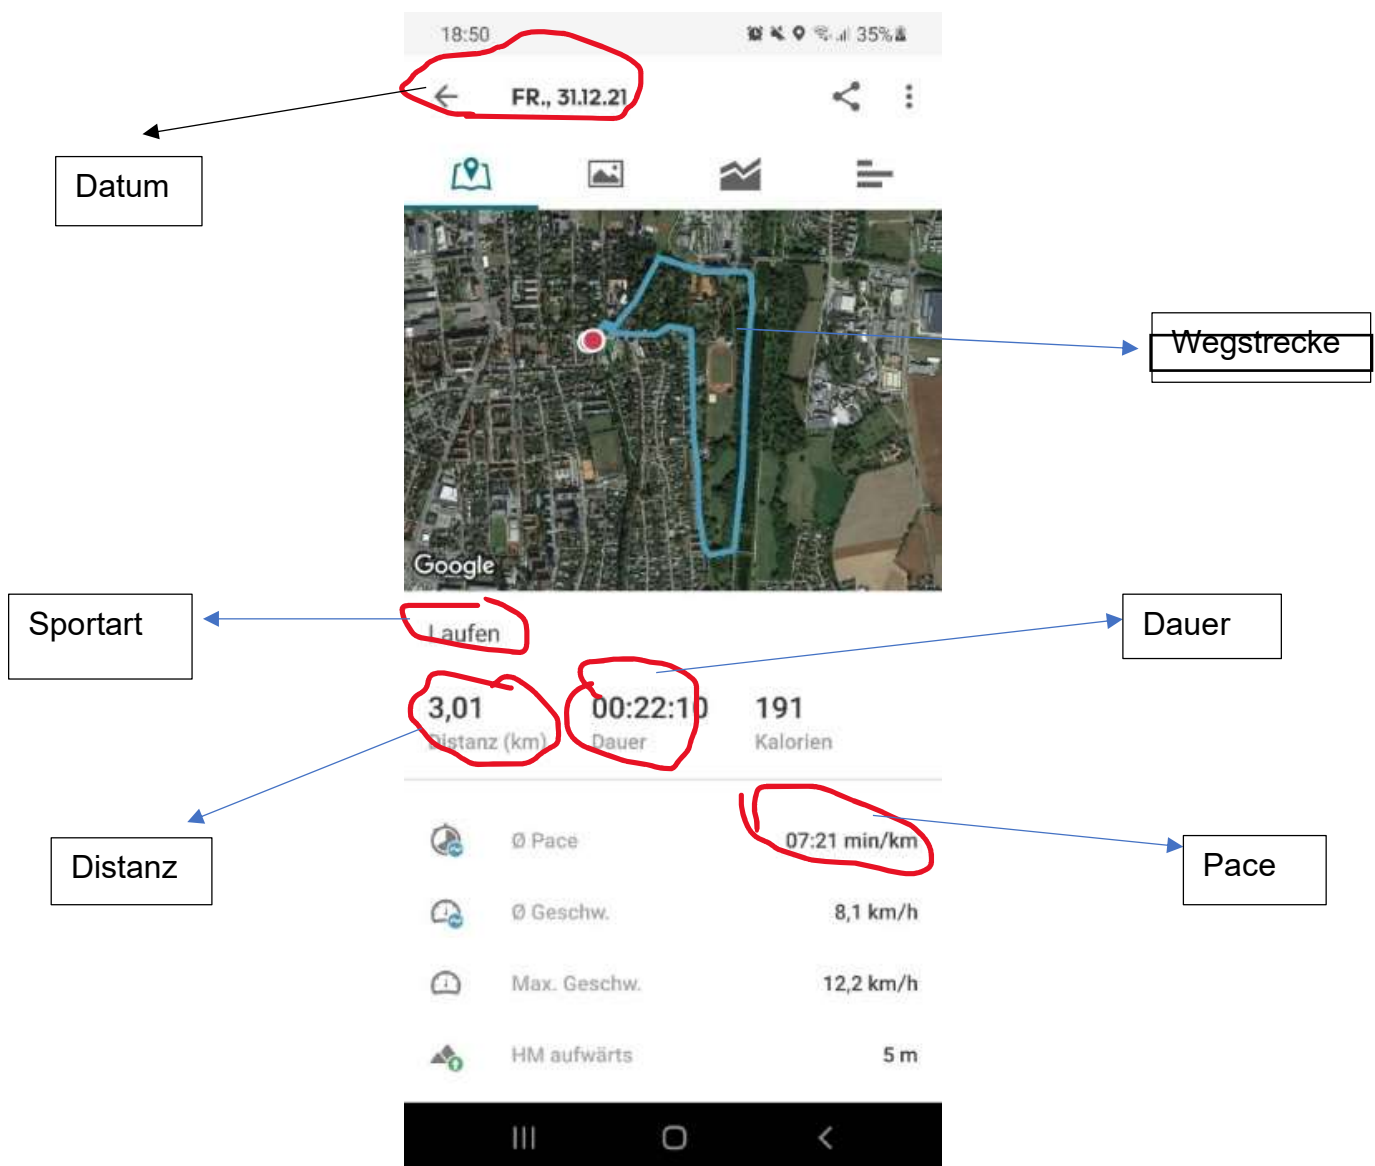 18:50
35%
FR., 31.12.21
Datum
Wegstrecke
Google
Sportart
Laufen
Dauer
3,01
00:22:10
191
Distanz (km)
Dauer
Kalorien
Distanz
Ø Pace
07:21 min/km
Pace
Ø Geschw.
8,1 km/h
Max. Geschw.
12,2 km/h
HM aufwärts
5 m